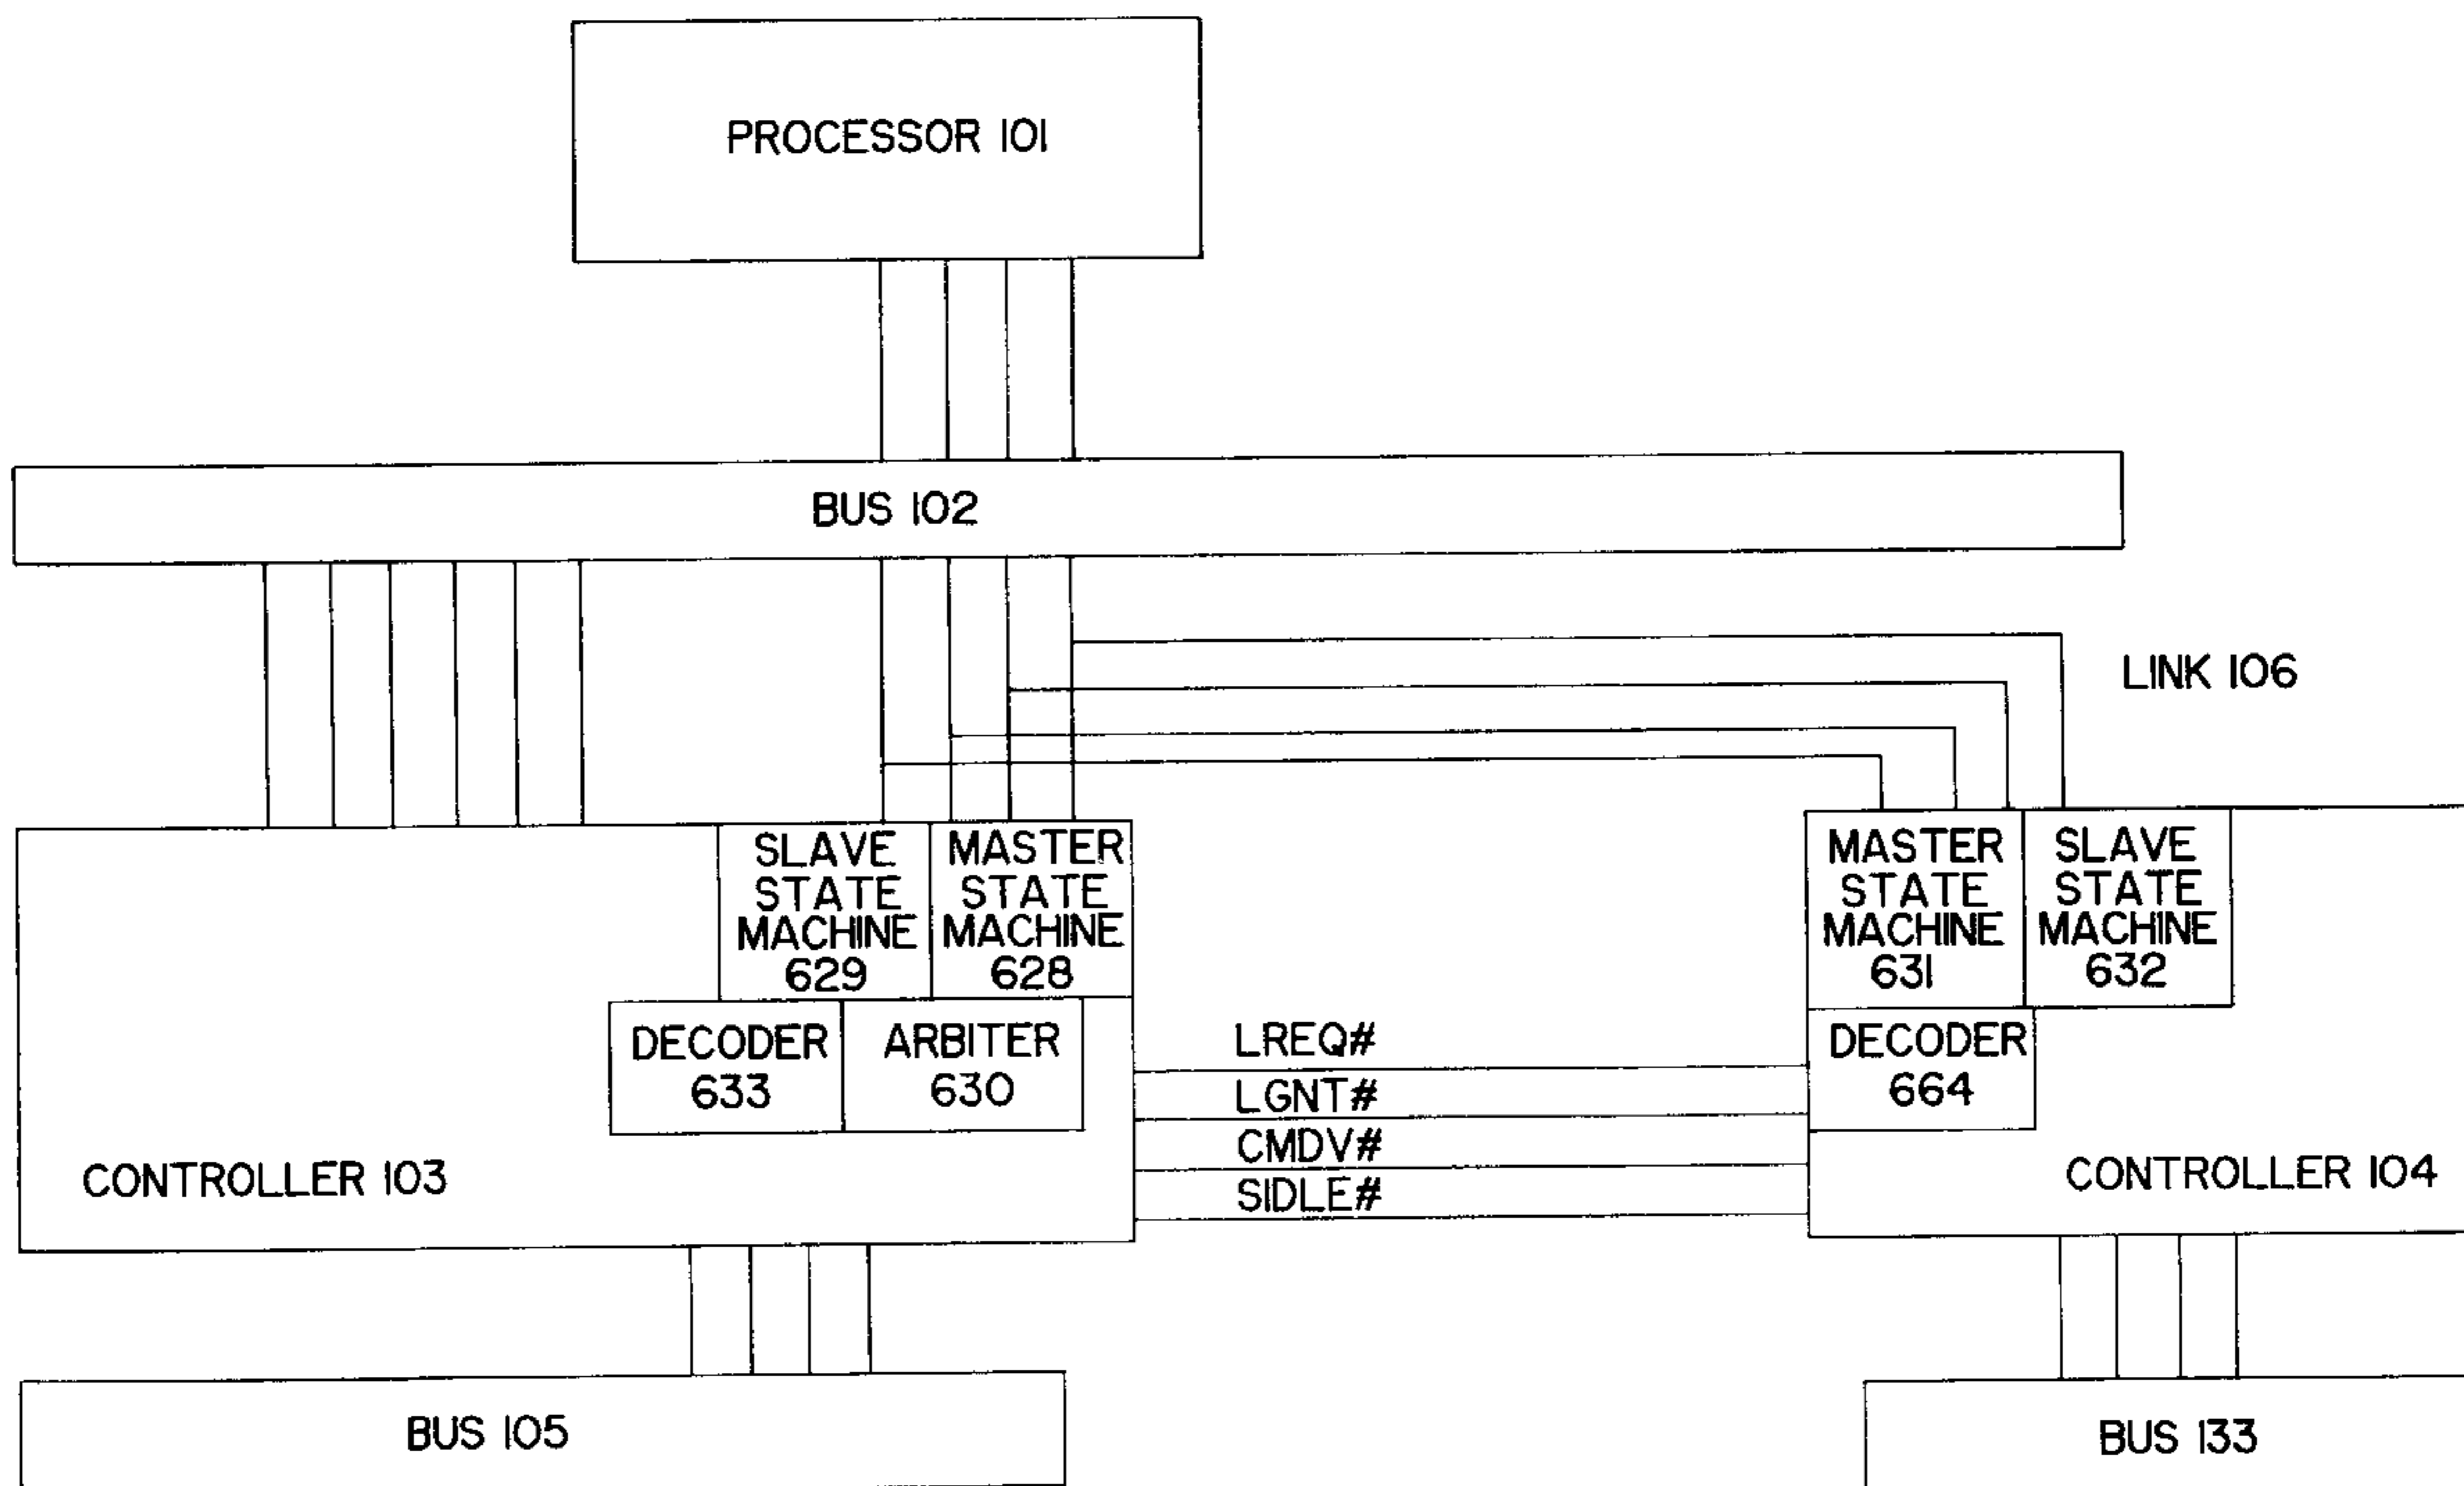 PROCESSOR 101
BUS 102
LINK 106
SLAVE
STATE
MACHINE
629
MASTER
STATE
MACHINE
628
DECODER
633
ARBITER
630
CONTROLLER 103
LREQ#
LGNT#
CMDV#
SIDLE#
MASTER
STATE
MACHINE
631
SLAVE
STATE
MACHINE
632
DECODER
664
CONTROLLER 104
BUS 105
BUS 133